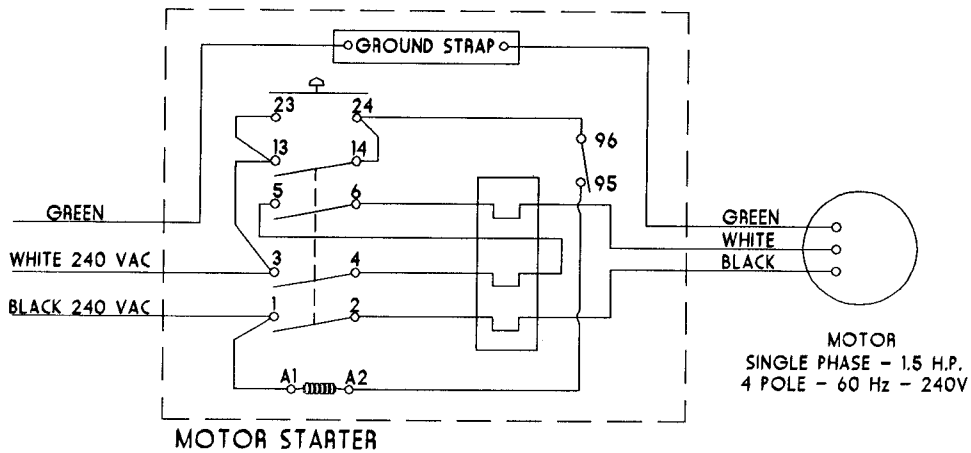 GROUND STRAP
23 24
13 14
96
95
5 6
GREEN
WHITE 240 VAC
BLACK 240 VAC
3 4
1 2
A1 A2
GREEN
WHITE
BLACK
MOTOR
SINGLE PHASE - 1.5 H.P.
4 POLE - 60 Hz - 240V
MOTOR STARTER